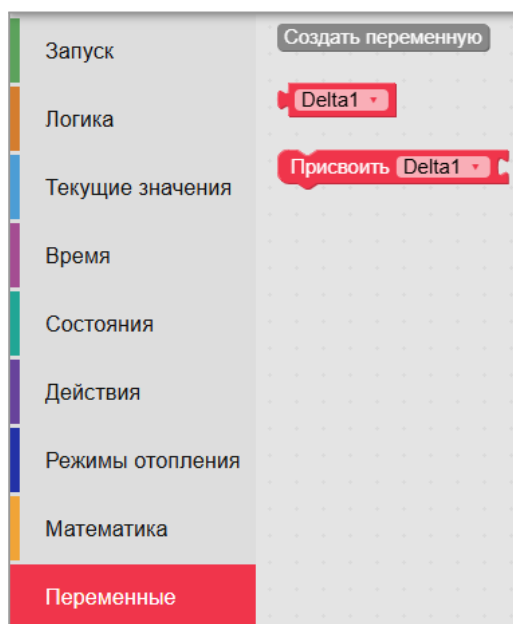 Запуск
Логика
Текущие значения
Время
Состояния
Действия
Режимы отопления
Математика
Переменные
Создать переменную
Delta1
Присвоить Delta1